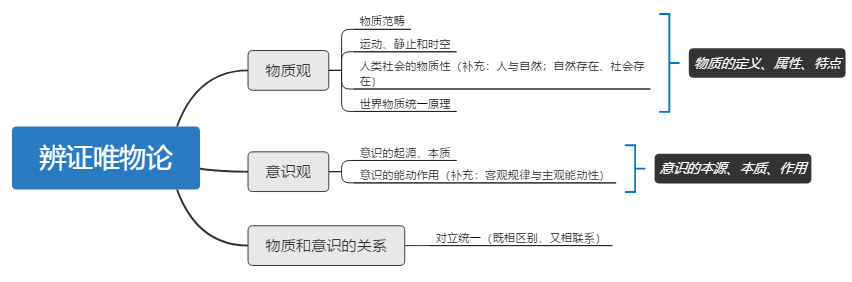 物质范畴
运动、静止和时空
人类社会的物质性（补充：人与自然；自然存在、社会存
在）
世界物质统一原理
物质观
物质的定义、属性、特点
辨证唯物论
意识的起源、本质
意识的能动作用（补充：客观规律与主观能动性）
意识观
意识的本源、本质、作用
物质和意识的关系
对立统一（既相区别、又相联系）